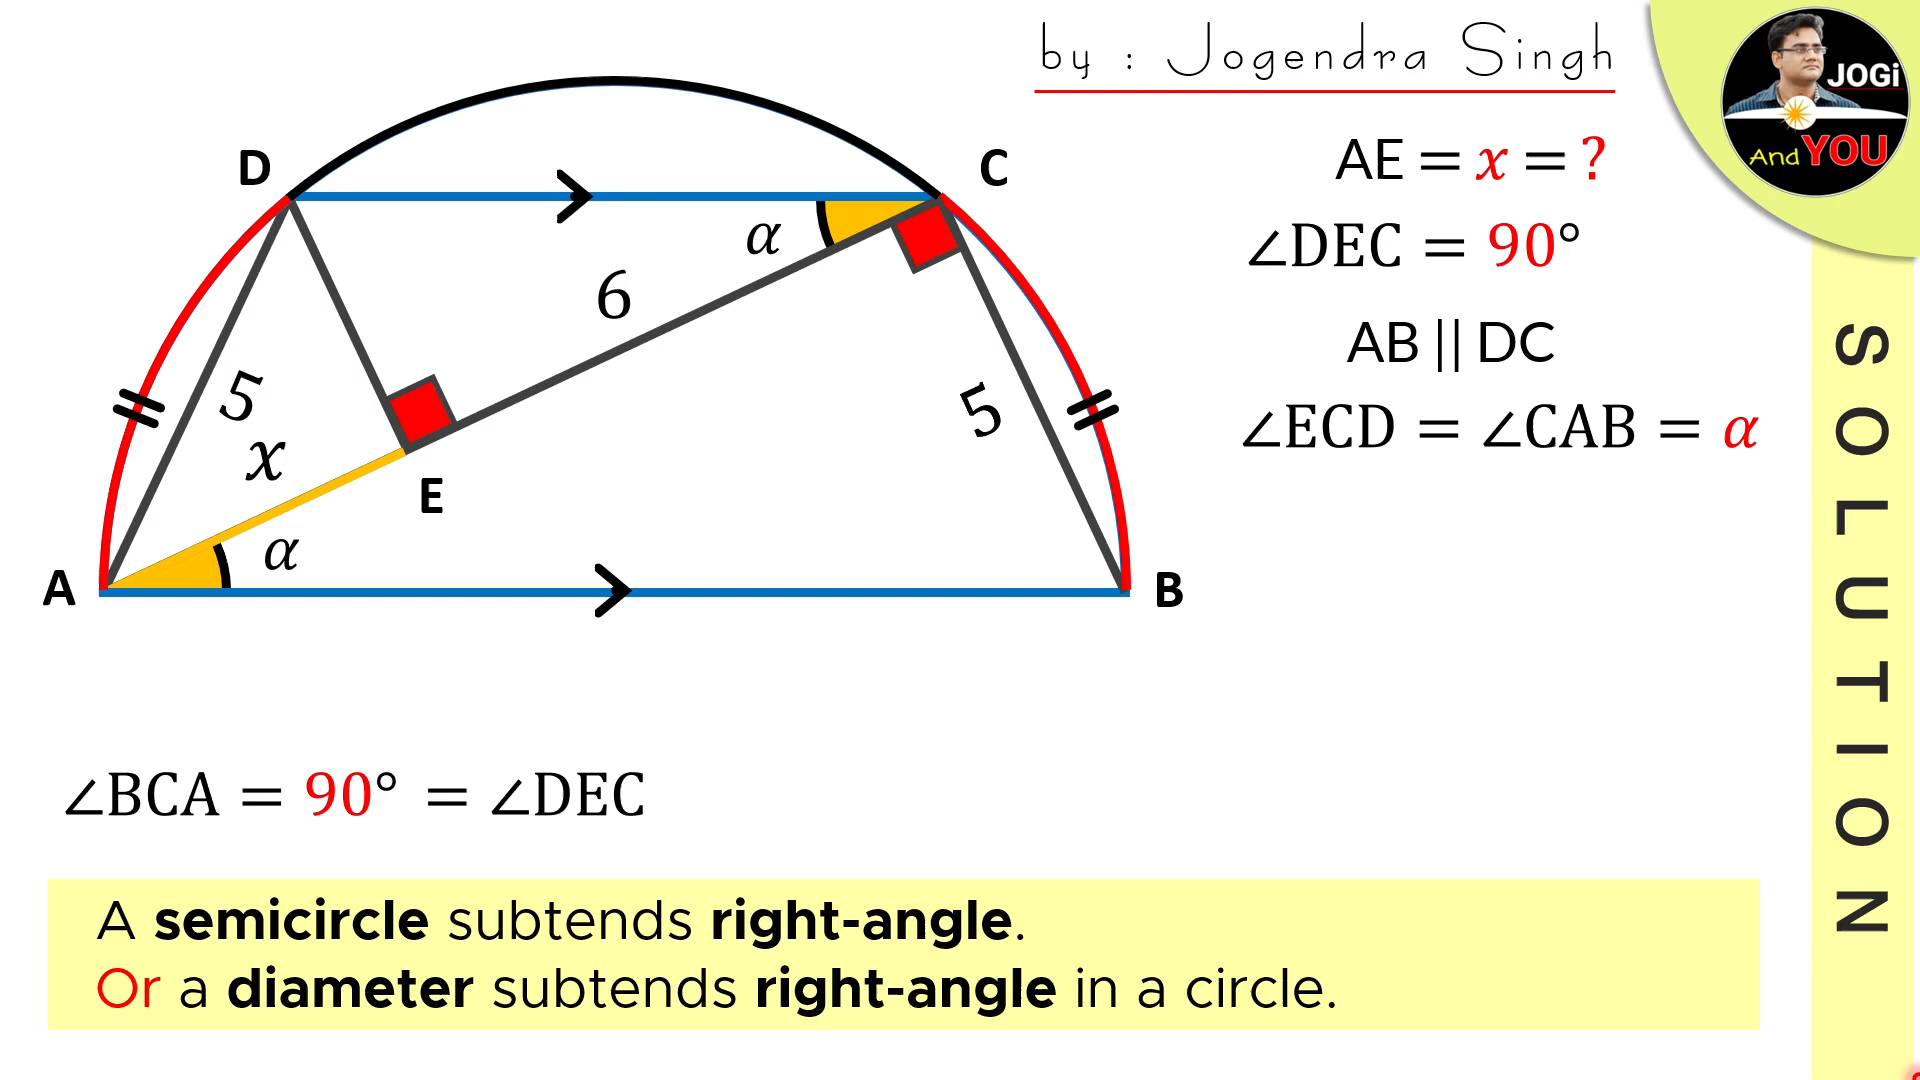 by : Jogendra Singh
JOGi
And YOU
AE = x = ?
∠DEC = 90°
AB || DC
∠ECD = ∠CAB = α
D
C
α
6
5
x
5
E
α
A
B
∠BCA = 90° = ∠DEC
A semicircle subtends right-angle.
Or a diameter subtends right-angle in a circle.
SOLUTION